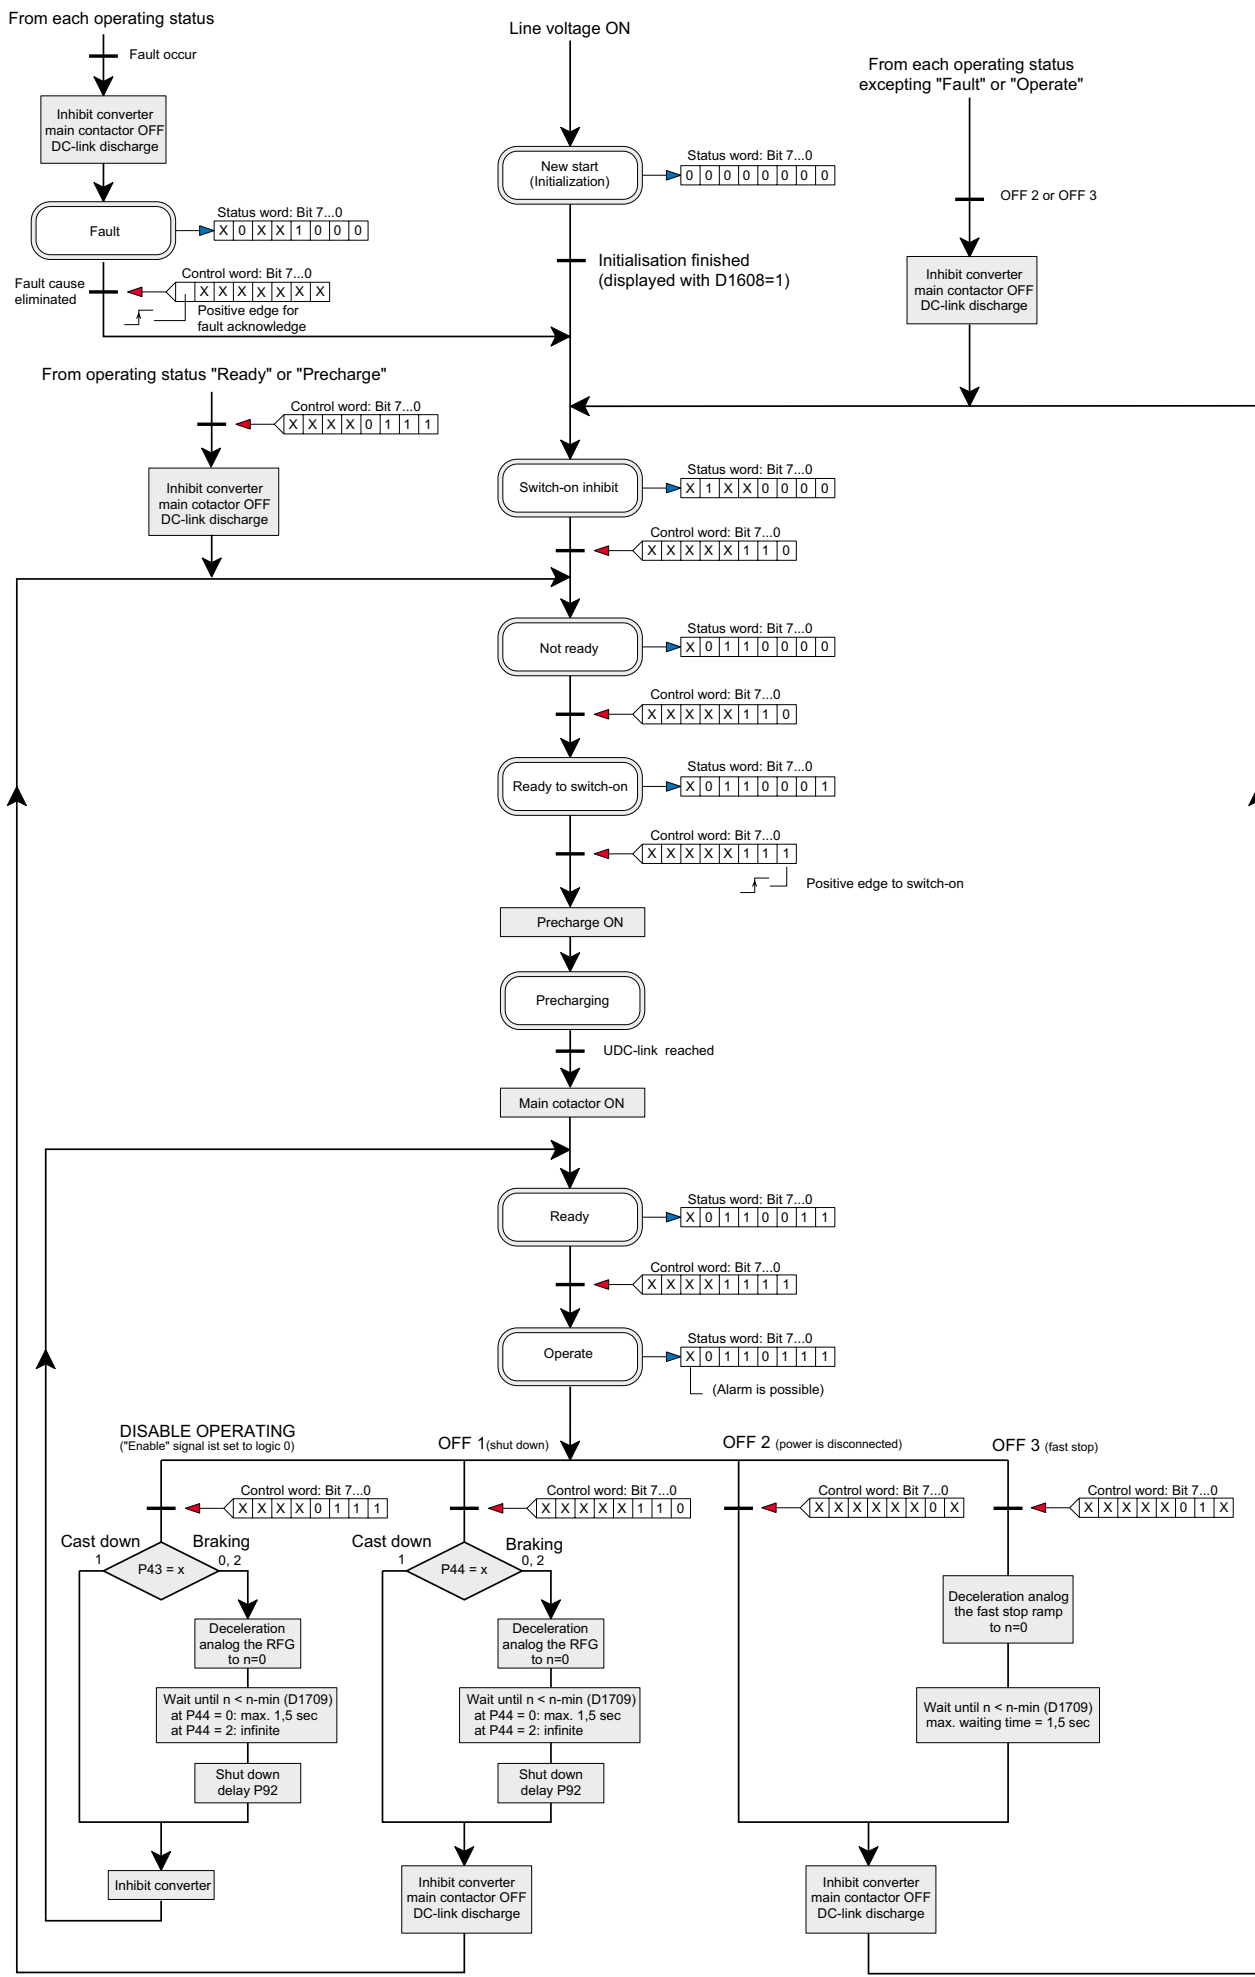 From each operating status
Fault occur
Inhibit converter
main contactor OFF
DC-link discharge
Fault
Status word: Bit 7...0
X 0 X X 1 0 0 0
Fault cause
eliminated
Control word: Bit 7...0
X X X X X X X
Positive edge for
fault acknowledge
Line voltage ON
New start
(Initialization)
Status word: Bit 7...0
0 0 0 0 0 0 0 0
Initialisation finished
(displayed with D1608=1)
From each operating status
excepting "Fault" or "Operate"
OFF 2 or OFF 3
Inhibit converter
main contactor OFF
DC-link discharge
From operating status "Ready" or "Precharge"
Control word: Bit 7...0
X X X X 0 1 1 1
Inhibit converter
main cotactor OFF
DC-link discharge
Switch-on inhibit
Status word: Bit 7...0
X 1 X X 0 0 0 0
Control word: Bit 7...0
X X X X X 1 1 0
Not ready
Status word: Bit 7...0
X 0 1 1 0 0 0 0
Control word: Bit 7...0
X X X X X 1 1 0
Ready to switch-on
Status word: Bit 7...0
X 0 1 1 0 0 0 1
Control word: Bit 7...0
X X X X X 1 1 1
Positive edge to switch-on
Precharge ON
Precharging
UDC-link reached
Main cotactor ON
Ready
Status word: Bit 7...0
X 0 1 1 0 0 1 1
Control word: Bit 7...0
X X X X 1 1 1 1
Operate
Status word: Bit 7...0
X 0 1 1 0 1 1 1
(Alarm is possible)
DISABLE OPERATING
("Enable" signal ist set to logic 0)
Control word: Bit 7...0
X X X X 0 1 1 1
Cast down
1
Braking
0, 2
P43 = x
Deceleration
analog the RFG
to n=0
Wait until n < n-min (D1709)
at P44 = 0: max. 1,5 sec
at P44 = 2: infinite
Shut down
delay P92
Inhibit converter
OFF 1 (shut down)
Control word: Bit 7...0
X X X X X 1 1 0
Cast down
1
Braking
0, 2
P44 = x
Deceleration
analog the RFG
to n=0
Wait until n < n-min (D1709)
at P44 = 0: max. 1,5 sec
at P44 = 2: infinite
Shut down
delay P92
Inhibit converter
main contactor OFF
DC-link discharge
OFF 2 (power is disconnected)
Control word: Bit 7...0
X X X X X X 0 X
OFF 3 (fast stop)
Control word: Bit 7...0
X X X X X 0 1 X
Deceleration analog
the fast stop ramp
to n=0
Wait until n < n-min (D1709)
max. waiting time = 1,5 sec
Inhibit converter
main contactor OFF
DC-link discharge